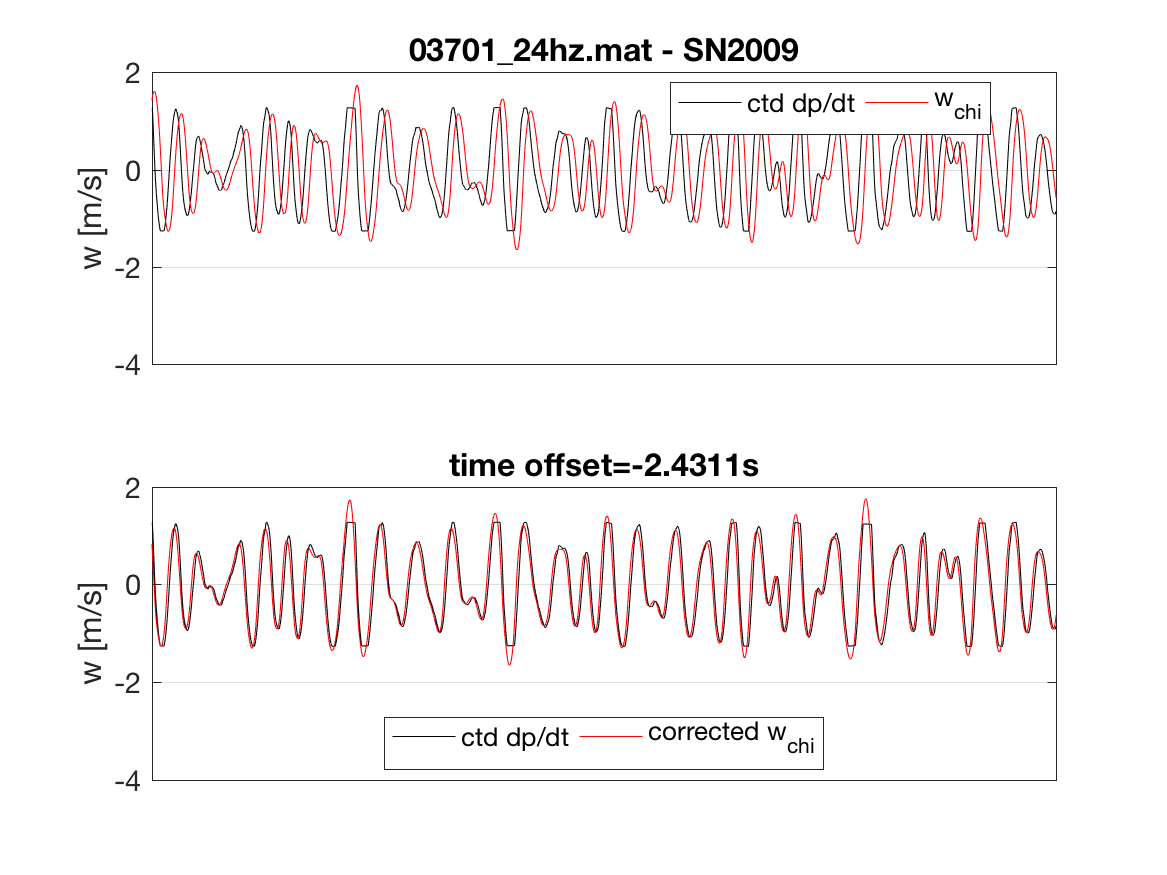 03701_24hz.mat - SN2009
2
0
-2
-4
w [m/s]
ctd dp/dt
w_chi
time offset=-2.4311s
2
0
-2
-4
w [m/s]
ctd dp/dt
corrected w_chi